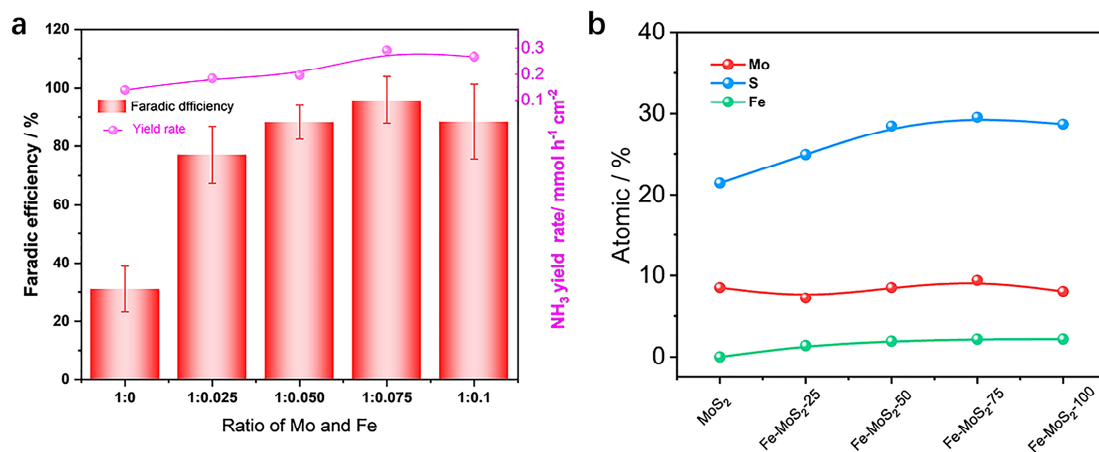 a
120
100
80
60
40
20
0
Faradic efficiency / %
Faradic dfficiency
Yield rate
0.3
0.2
0.1
NH₃ yield rate/ mmol h⁻¹ cm⁻²
1:0 1:0.025 1:0.050 1:0.075 1:0.1
Ratio of Mo and Fe
b
40
30
20
10
0
Atomic / %
Mo
S
Fe
MoS₂
Fe-MoS₂-25
Fe-MoS₂-50
Fe-MoS₂-75
Fe-MoS₂-100